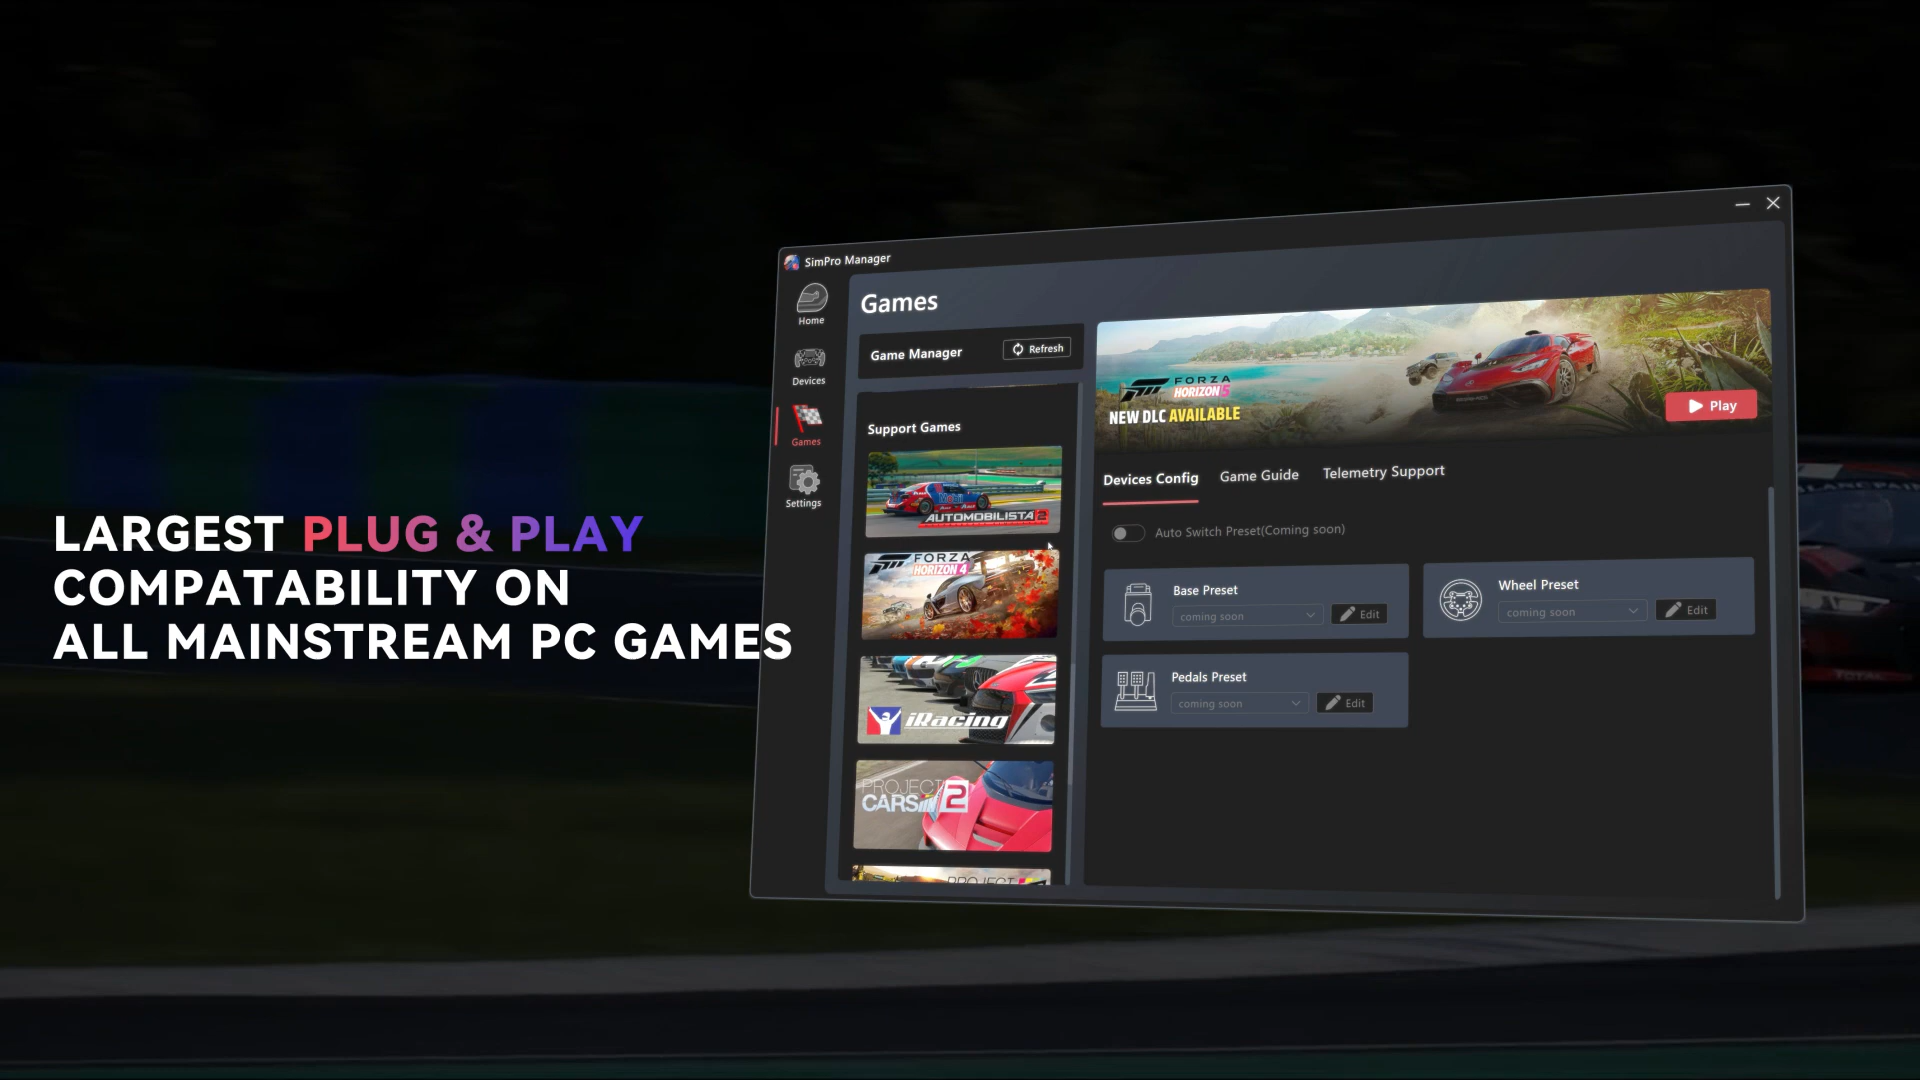 LARGEST PLUG & PLAY
COMPATABILITY ON
ALL MAINSTREAM PC GAMES
SimPro Manager
Home
Devices
Games
Settings
Games
Game Manager
Refresh
Support Games
AUTOMOBILISTA 2
FORZA
HORIZON 4
iRacing
PROJECT
CARS 2
PROJECT
FORZA
HORIZON 5
NEW DLC AVAILABLE
Play
Devices Config
Game Guide
Telemetry Support
Auto Switch Preset(Coming soon)
Base Preset
coming soon
Edit
Wheel Preset
coming soon
Edit
Pedals Preset
coming soon
Edit
TOTAL